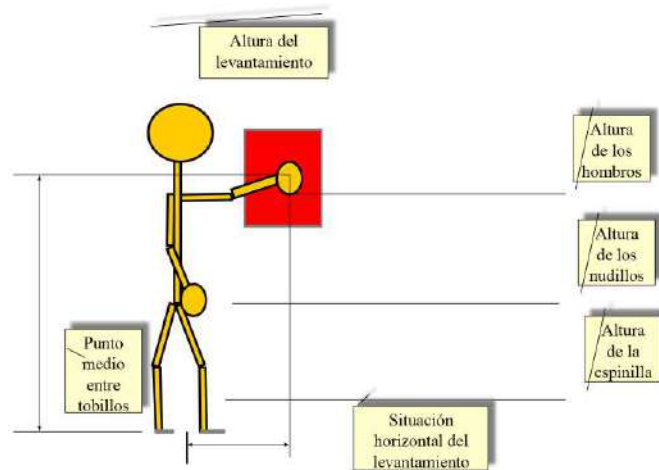 Altura del
levantamiento
Altura
de los
hombros
Altura
de los
nudillos
Altura
de la
espinilla
Punto
medio
entre
tobillos
Situación
horizontal del
levantamiento